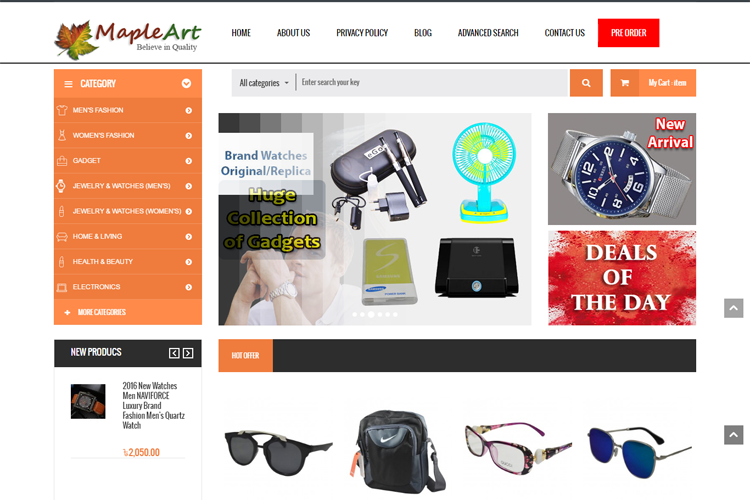 MapleArt
Believe in Quality
HOME
ABOUT US
PRIVACY POLICY
BLOG
ADVANCED SEARCH
CONTACT US
PRE ORDER
CATEGORY
All categories
Enter search your key
My Cart -item
MEN'S FASHION
WOMEN'S FASHION
GADGET
JEWELRY & WATCHES (MEN'S)
JEWELRY & WATCHES (WOMEN'S)
HOME & LIVING
HEALTH & BEAUTY
ELECTRONICS
MORE CATEGORIES
Brand Watches
Original/Replica
Huge
Collection
of Gadgets
SAMSUNG
New
Arrival
DEALS
OF
THE DAY
NEW PRODUCS
2016 New Watches
Men NAVIFORCE
Luxury Brand
Fashion Men's Quartz
Watch
৳ 2,050.00
HOT OFFER